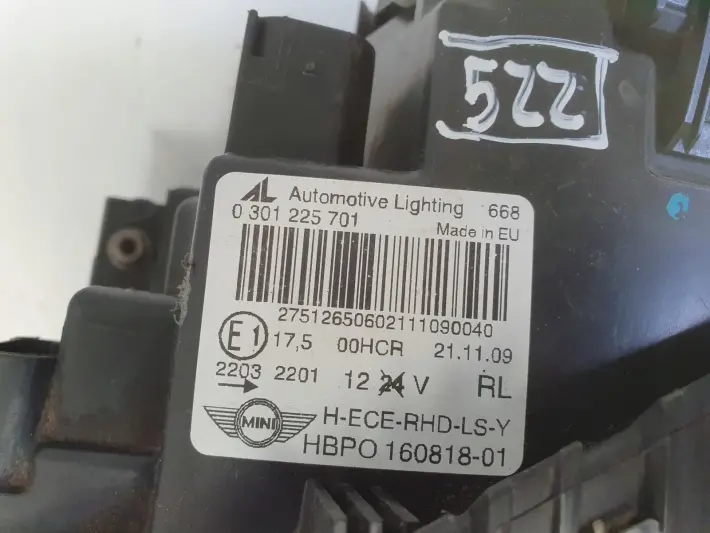 522
AL Automotive Lighting 668
0 301 225 701 Made in EU
27512650602111090040
E1 17,5 00HCR 21.11.09
2203 2201 12 24 V RL
MINI H-ECE-RHD-LS-Y
HBPO 160818-01